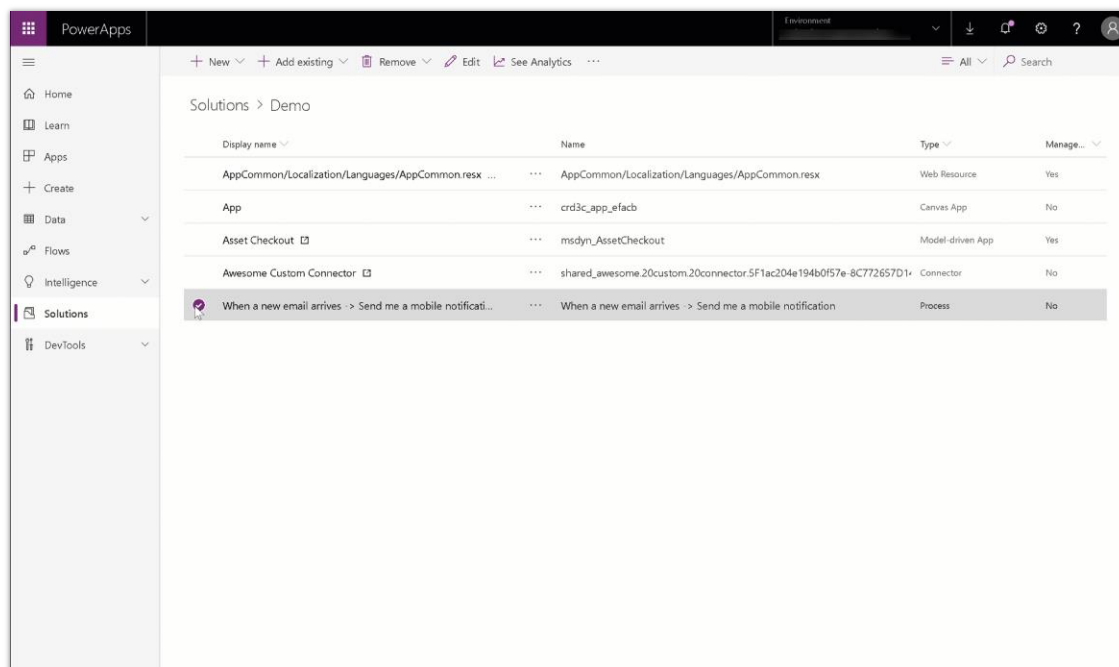 PowerApps
Environment
?
New Add existing Remove Edit See Analytics ··· All Search
Home
Learn
Apps
Create
Data
Flows
Intelligence
Solutions
DevTools
Solutions > Demo
Display name Name Type Manage...
AppCommon/Localization/Languages/AppCommon.resx ... ··· AppCommon/Localization/Languages/AppCommon.resx Web Resource Yes
App ··· crd3c_app_efacb Canvas App No
Asset Checkout ··· msdyn_AssetCheckout Model-driven App Yes
Awesome Custom Connector ··· shared_awesome.20custom.20connector.5F1ac204e194b0f57e-8C772657D1 Connector No
When a new email arrives -> Send me a mobile notificati... ··· When a new email arrives -> Send me a mobile notification Process No